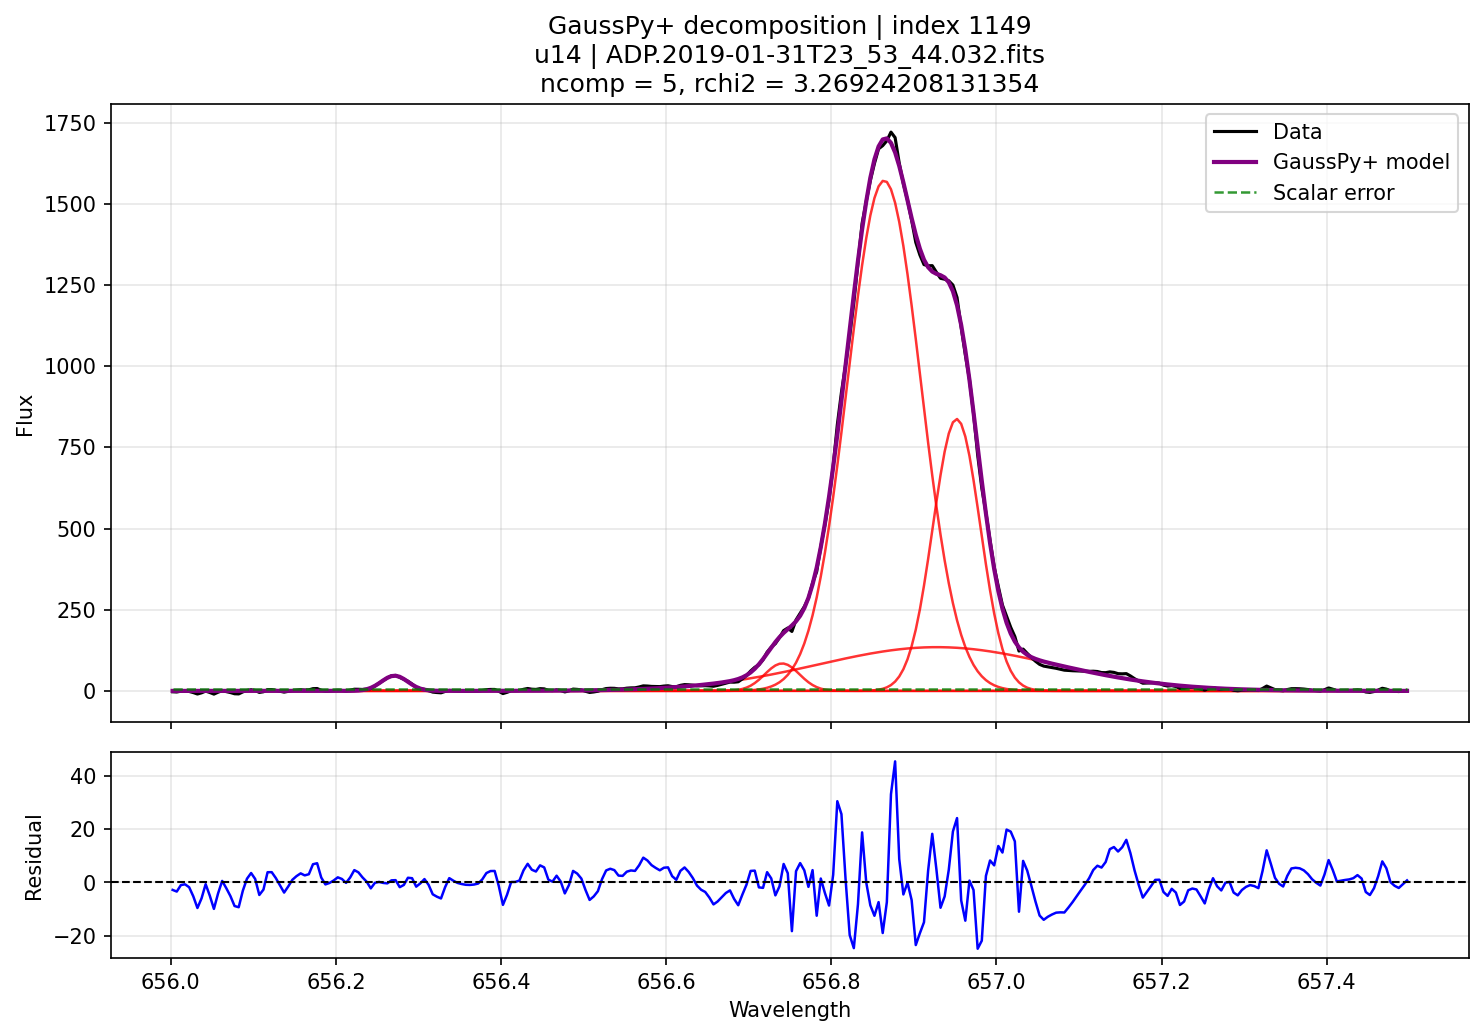 GaussPy+ decomposition | index 1149
u14 | ADP.2019-01-31T23_53_44.032.fits
ncomp = 5, rchi2 = 3.26924208131354
Data
GaussPy+ model
Scalar error
Flux
1750
1500
1250
1000
750
500
250
0
Residual
40
20
0
−20
656.0 656.2 656.4 656.6 656.8 657.0 657.2 657.4
Wavelength